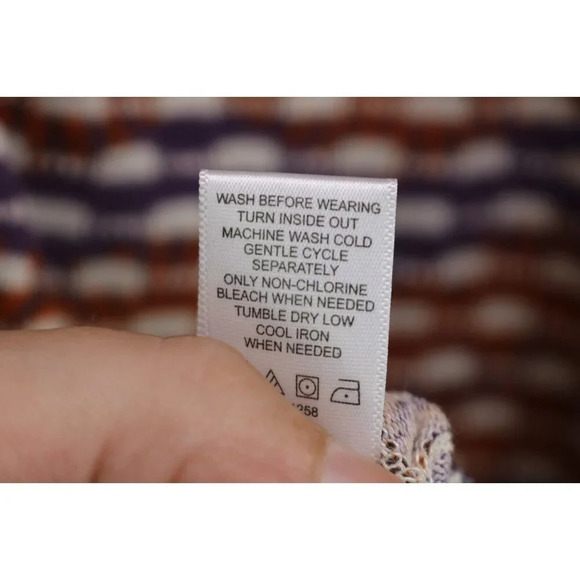 WASH BEFORE WEARING
TURN INSIDE OUT
MACHINE WASH COLD
GENTLE CYCLE
SEPARATELY
ONLY NON-CHLORINE
BLEACH WHEN NEEDED
TUMBLE DRY LOW
COOL IRON
WHEN NEEDED
258